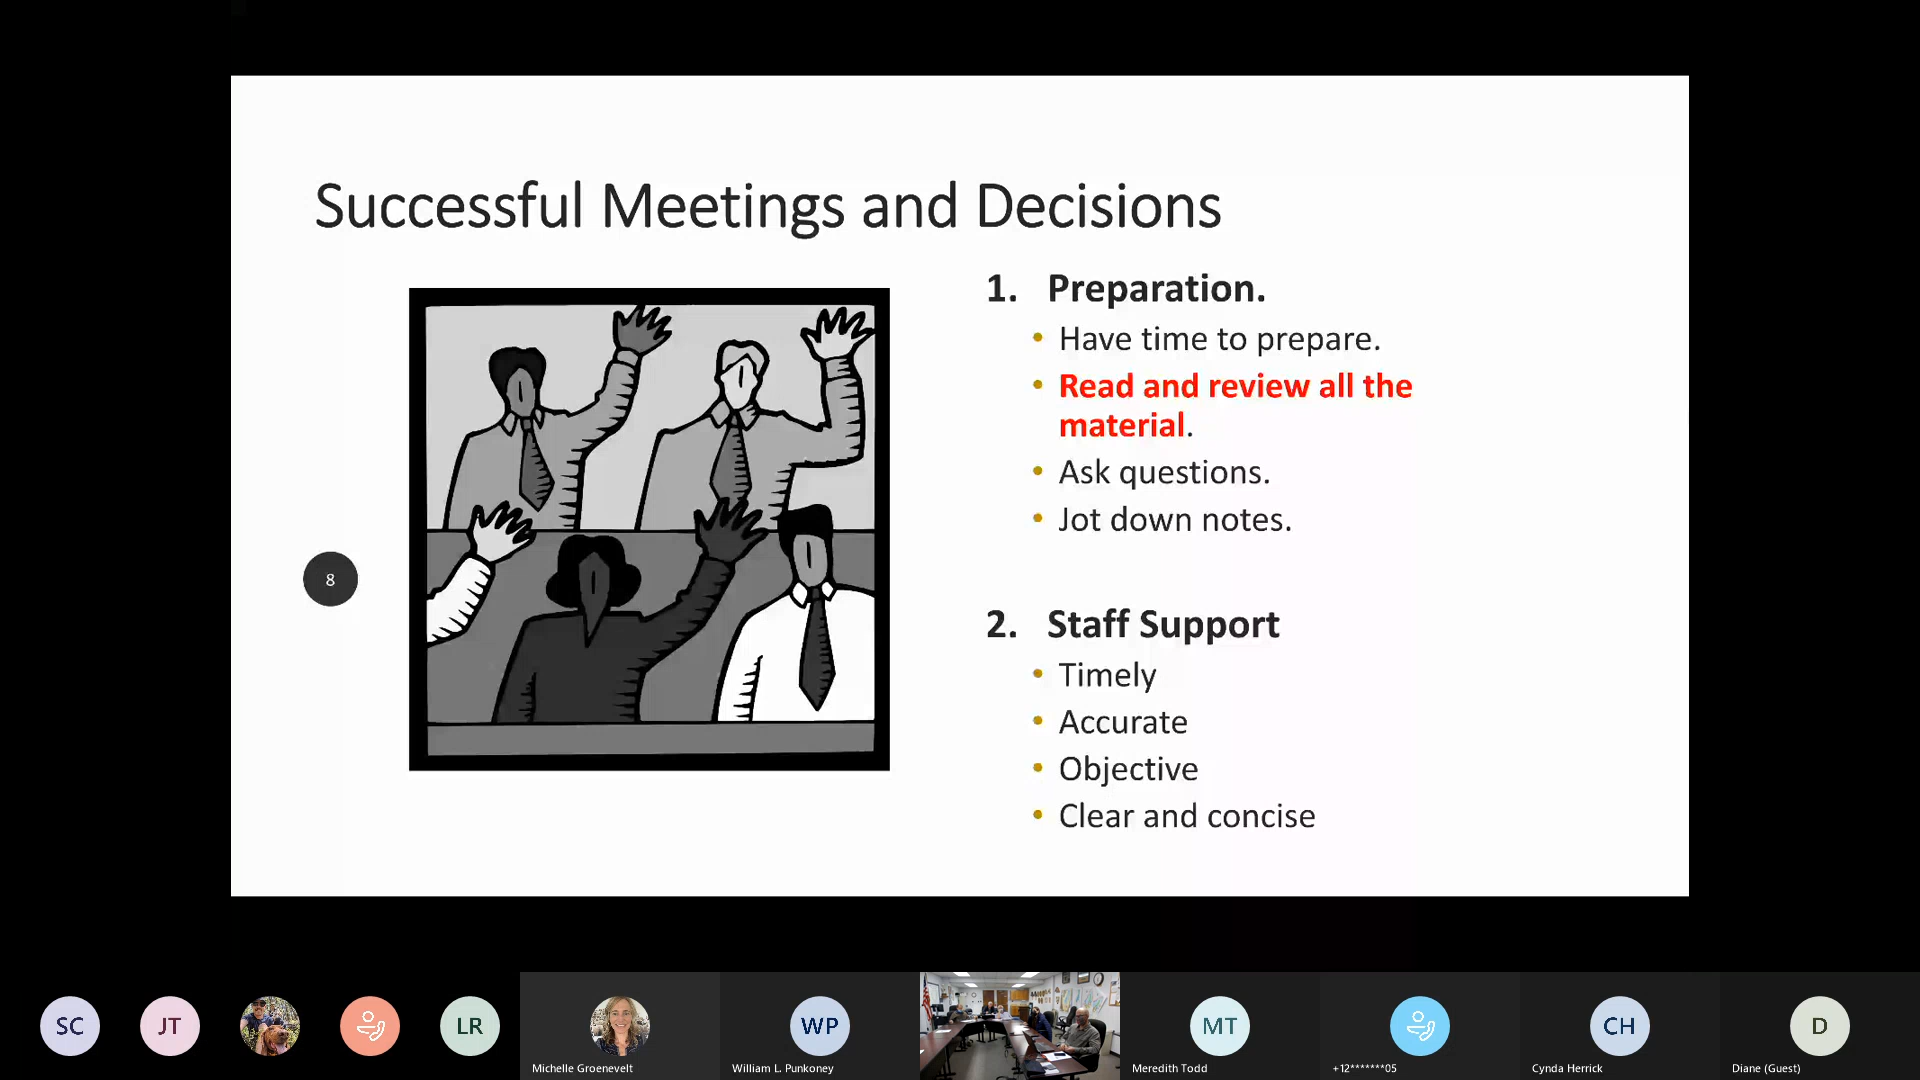 Successful Meetings and Decisions
1. Preparation.
• Have time to prepare.
• Read and review all the
material.
• Ask questions.
• Jot down notes.
8
2. Staff Support
• Timely
• Accurate
• Objective
• Clear and concise
SC
JT
LR
Michelle Groenevelt
WP
William L. Punkoney
MT
Meredith Todd
+12*******05
CH
Cynda Herrick
D
Diane (Guest)